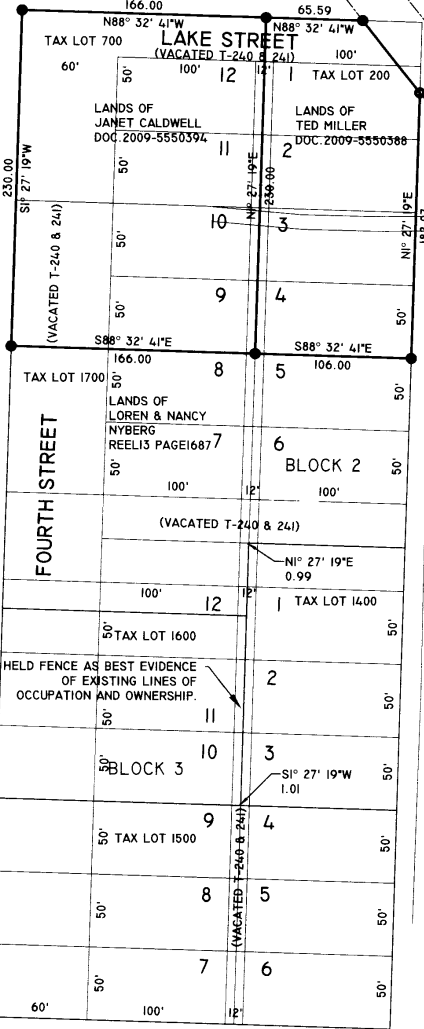 166.00
65.59
N88° 32' 41"W
N88° 32' 41"W
TAX LOT 700
LAKE STREET
(VACATED T-240 & 241)
100'
60'
50'
100'
12
12'
1
TAX LOT 200
LANDS OF
JANET CALDWELL
DOC.2009-5550394
LANDS OF
TED MILLER
DOC.2009-5550388
50'
11
2
230.00
S1° 27' 19"W
N1° 27' 19"E
230.00
N1° 27' 19"E
(VACATED T-240 & 241)
50'
10
3
50'
9
4
S88° 32' 41"E
166.00
S88° 32' 41"E
106.00
TAX LOT 1700
50'
8
5
50'
LANDS OF
LOREN & NANCY
NYBERG
REEL13 PAGE1687
50'
7
6
50'
BLOCK 2
100'
12'
100'
FOURTH STREET
(VACATED T-240 & 241)
N1° 27' 19"E
0.99
100'
12
12'
1
TAX LOT 1400
50'
TAX LOT 1600
50'
HELD FENCE AS BEST EVIDENCE
OF EXISTING LINES OF
OCCUPATION AND OWNERSHIP.
2
50'
11
50'
10
3
50'
BLOCK 3
S1° 27' 19"W
1.01
50'
9
4
50'
TAX LOT 1500
(VACATED T-240 & 241)
50'
8
5
50'
50'
7
6
50'
60'
100'
12'